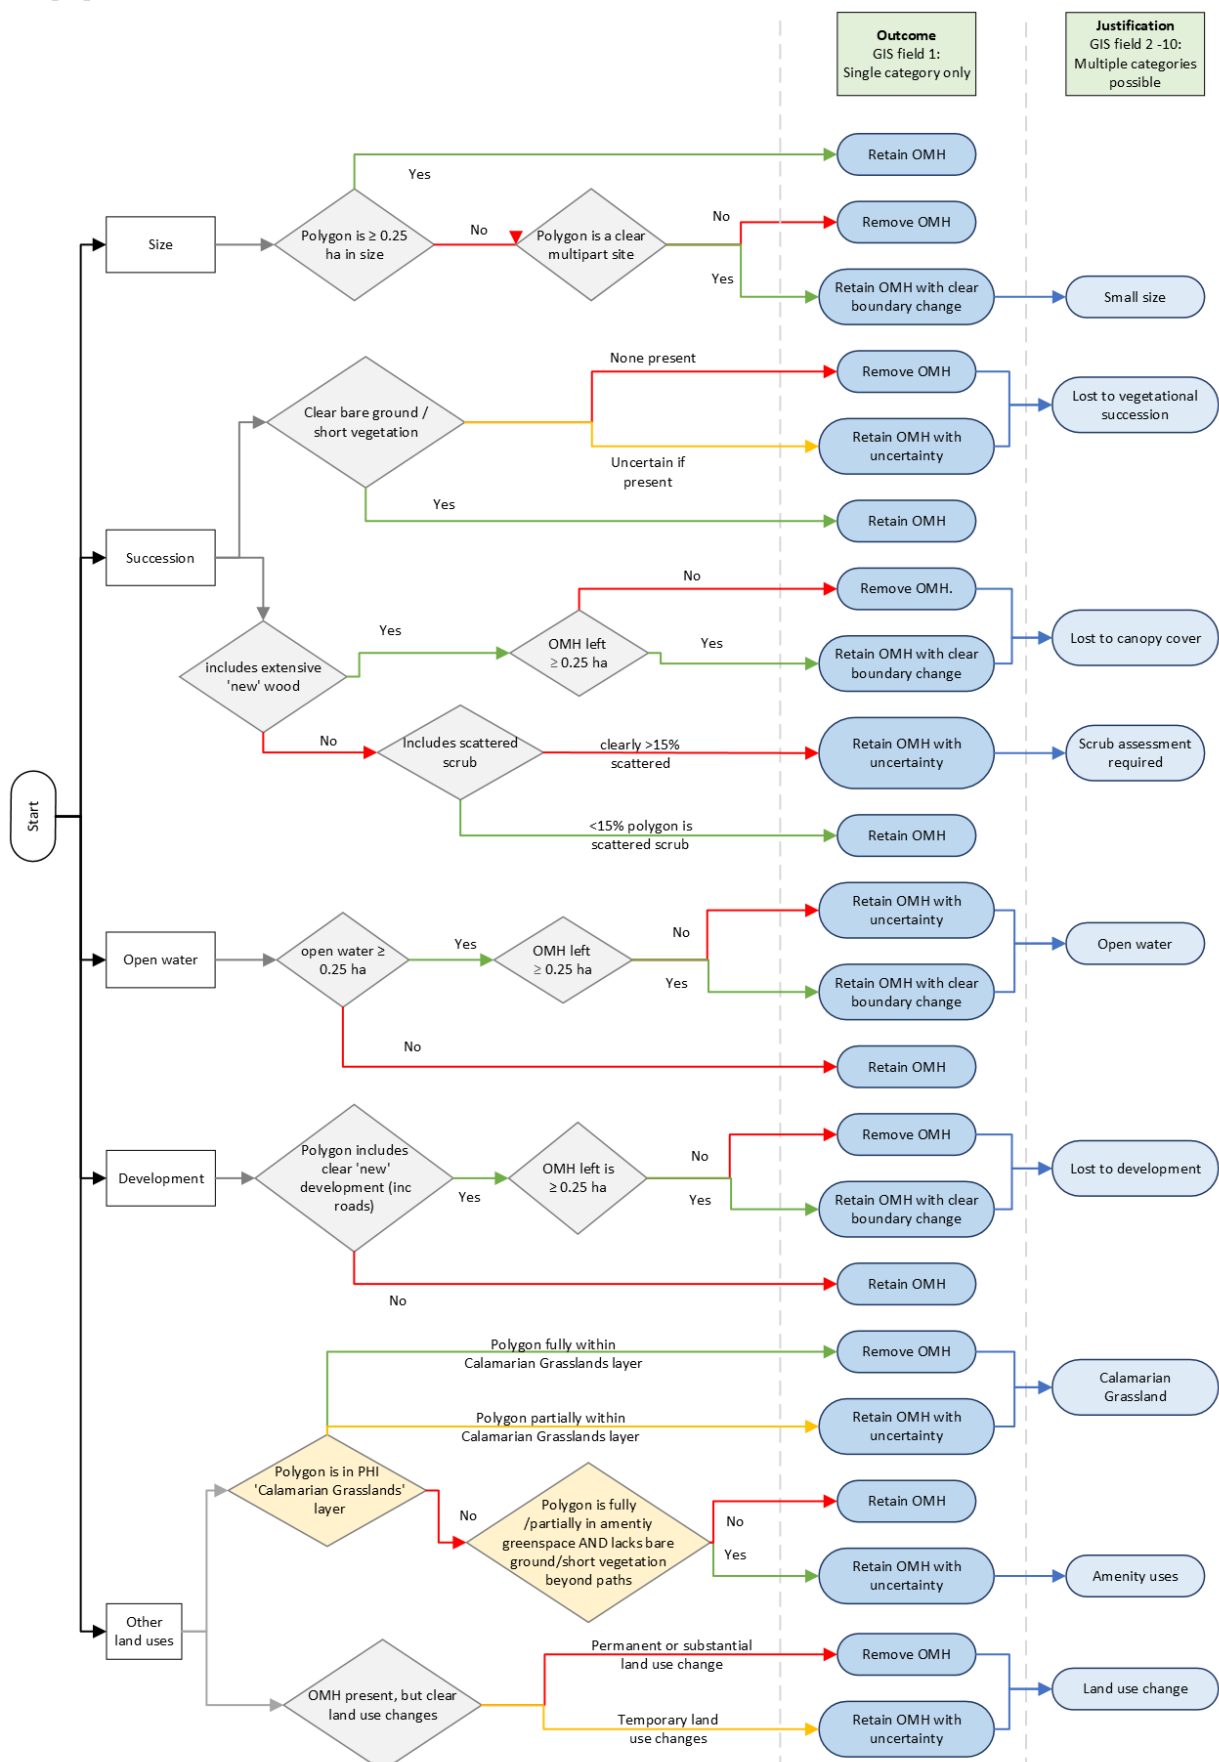 Outcome
GIS field 1:
Single category only
Justification
GIS field 2 -10:
Multiple categories
possible
Retain OMH
Yes
Size
Polygon is ≥ 0.25
ha in size
No
Polygon is a clear
multipart site
No
Remove OMH
Yes
Retain OMH with clear
boundary change
Small size
None present
Remove OMH
Clear bare ground /
short vegetation
Lost to vegetational
succession
Retain OMH with
uncertainty
Uncertain if
present
Yes
Retain OMH
Succession
No
Remove OMH.
includes extensive
'new' wood
Yes
OMH left
≥ 0.25 ha
Yes
Retain OMH with clear
boundary change
Lost to canopy cover
No
Includes scattered
scrub
clearly >15%
scattered
Retain OMH with
uncertainty
Scrub assessment
required
<15% polygon is
scattered scrub
Retain OMH
Start
Open water
open water ≥
0.25 ha
Yes
OMH left
≥ 0.25 ha
No
Retain OMH with
uncertainty
Yes
Retain OMH with clear
boundary change
Open water
No
Retain OMH
Development
Polygon includes
clear 'new'
development (inc
roads)
Yes
OMH left is
≥ 0.25 ha
No
Remove OMH
Yes
Retain OMH with clear
boundary change
Lost to development
No
Retain OMH
Polygon fully within
Calamarian Grasslands layer
Remove OMH
Polygon partially within
Calamarian Grasslands layer
Retain OMH with
uncertainty
Calamarian
Grassland
Polygon is in PHI
'Calamarian Grasslands'
layer
No
Polygon is fully
/partially in amentiy
greenspace AND lacks bare
ground/short vegetation
beyond paths
No
Retain OMH
Yes
Retain OMH with
uncertainty
Amenity uses
Other
land uses
OMH present, but clear
land use changes
Permanent or substantial
land use change
Remove OMH
Temporary land
use changes
Retain OMH with
uncertainty
Land use change